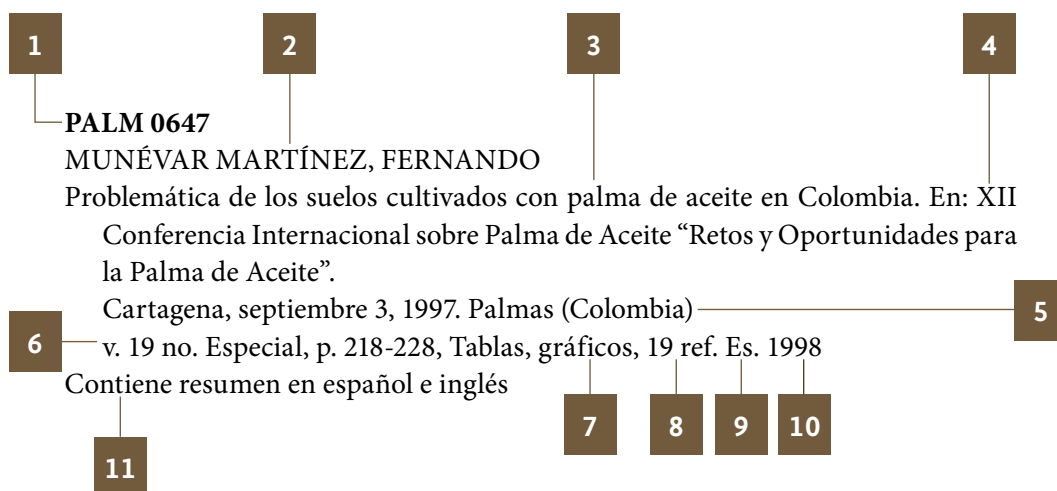 1 2 3 4
PALM 0647
MUNÉVAR MARTÍNEZ, FERNANDO
Problemática de los suelos cultivados con palma de aceite en Colombia. En: XII
Conferencia Internacional sobre Palma de Aceite “Retos y Oportunidades para
la Palma de Aceite”.
Cartagena, septiembre 3, 1997. Palmas (Colombia) 5
6 v. 19 no. Especial, p. 218-228, Tablas, gráficos, 19 ref. Es. 1998
Contiene resumen en español e inglés
7 8 9 10
11